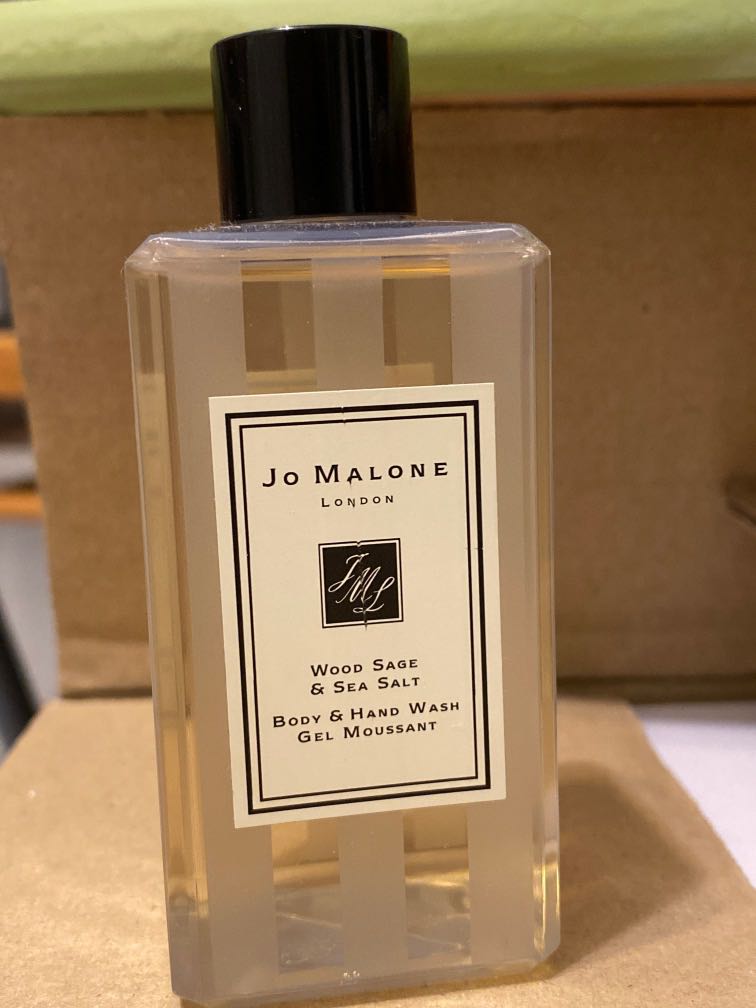 Jo Malone
London
JML
Wood Sage
& Sea Salt
Body & Hand Wash
Gel Moussant